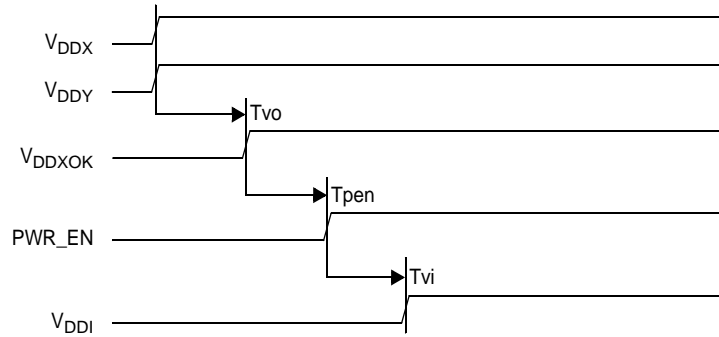 VDDX
VDDY
Tvo
VDDXOK
Tpen
PWR_EN
Tvi
VDDI